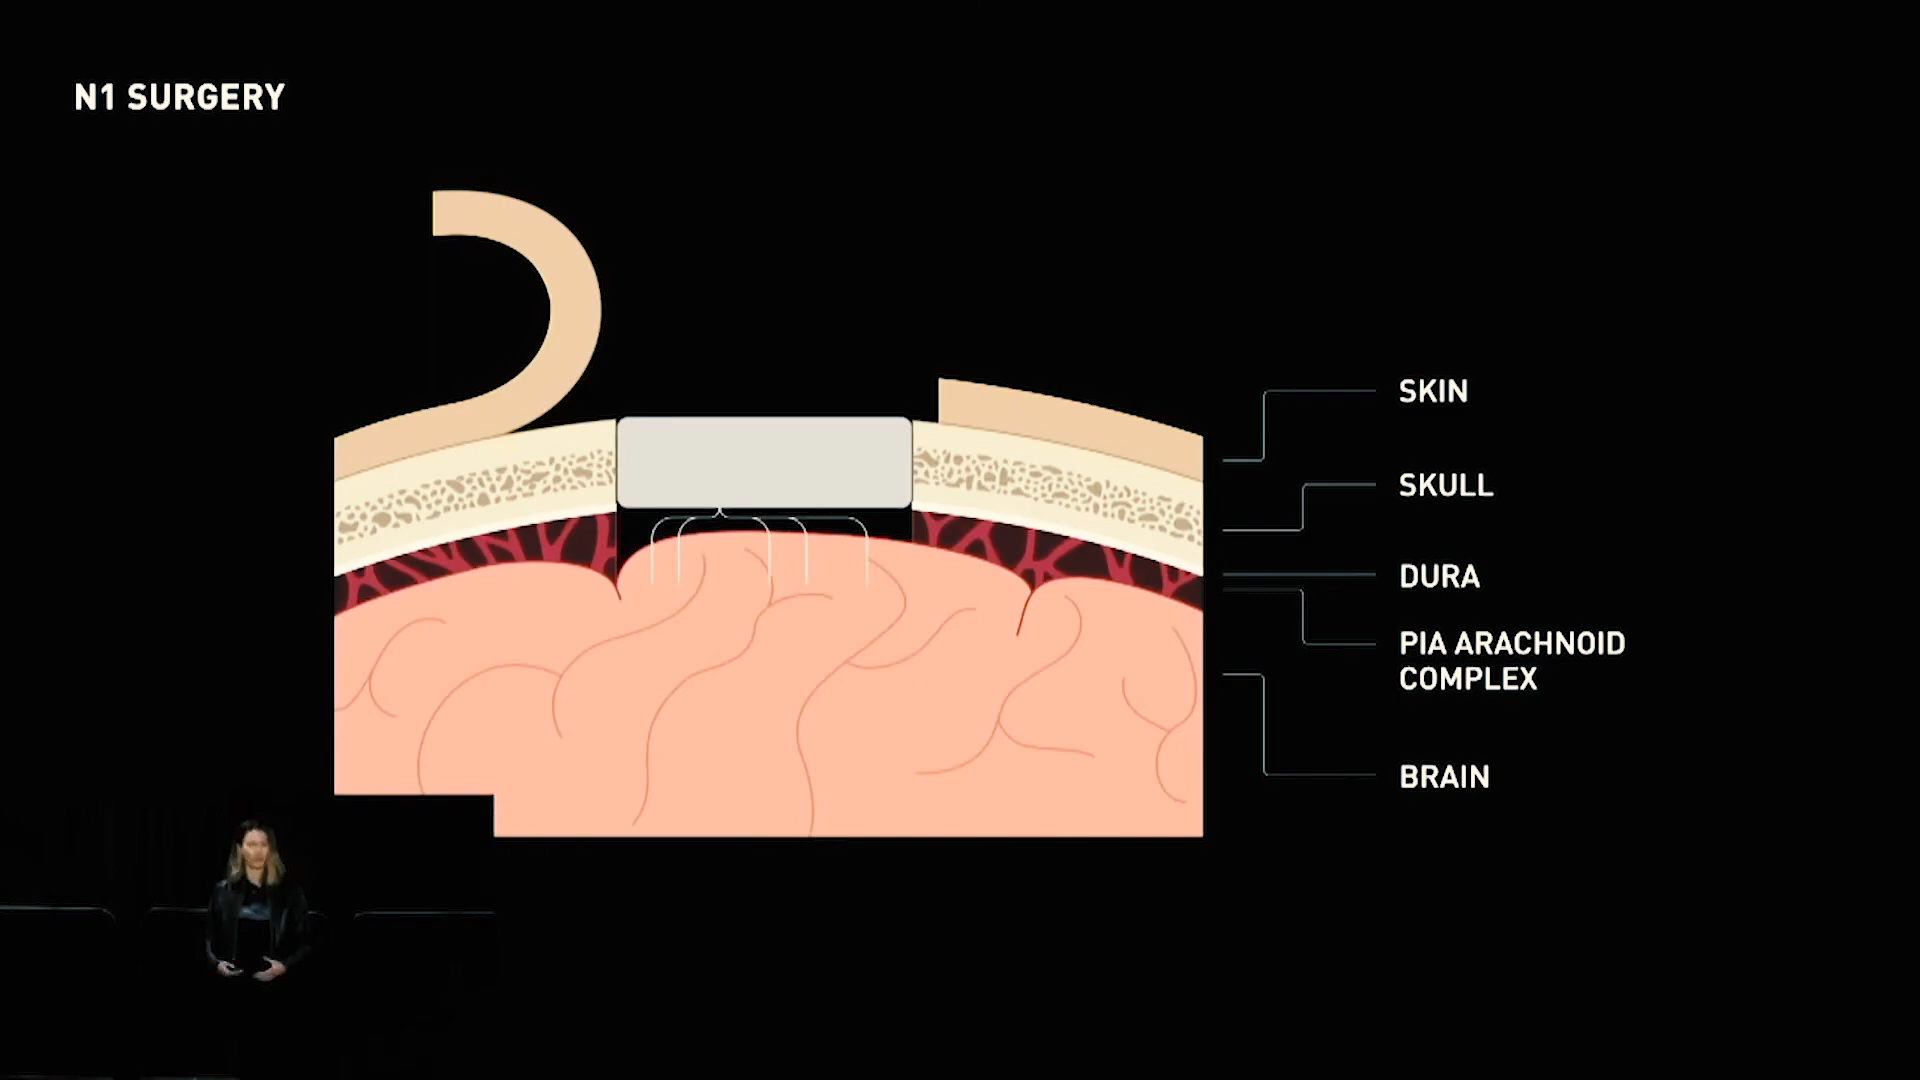 N1 SURGERY
SKIN
SKULL
DURA
PIA ARACHNOID
COMPLEX
BRAIN